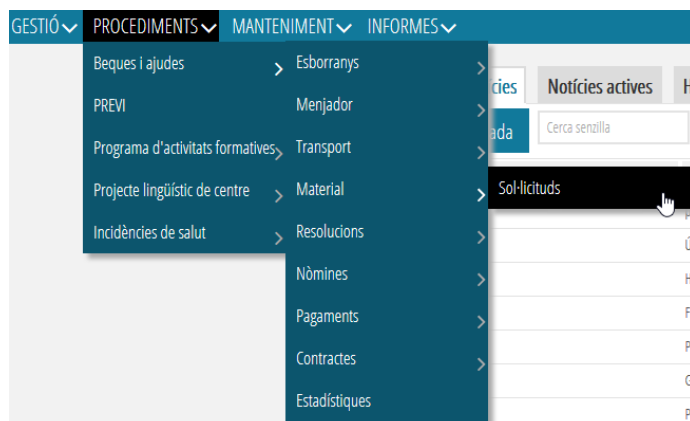 GESTIÓ PROCEDIMENTS MANTENIMENT INFORMES
Beques i ajudes
PREVI
Programa d'activitats formatives
Projecte lingüístic de centre
Incidències de salut
Esborranys
Menjador
Transport
Material
Resolucions
Nòmines
Pagaments
Contractes
Estadístiques
Sol·licituds
cies Notícies actives H
ada Cerca senzilla
Ú
H
F
P
G
P